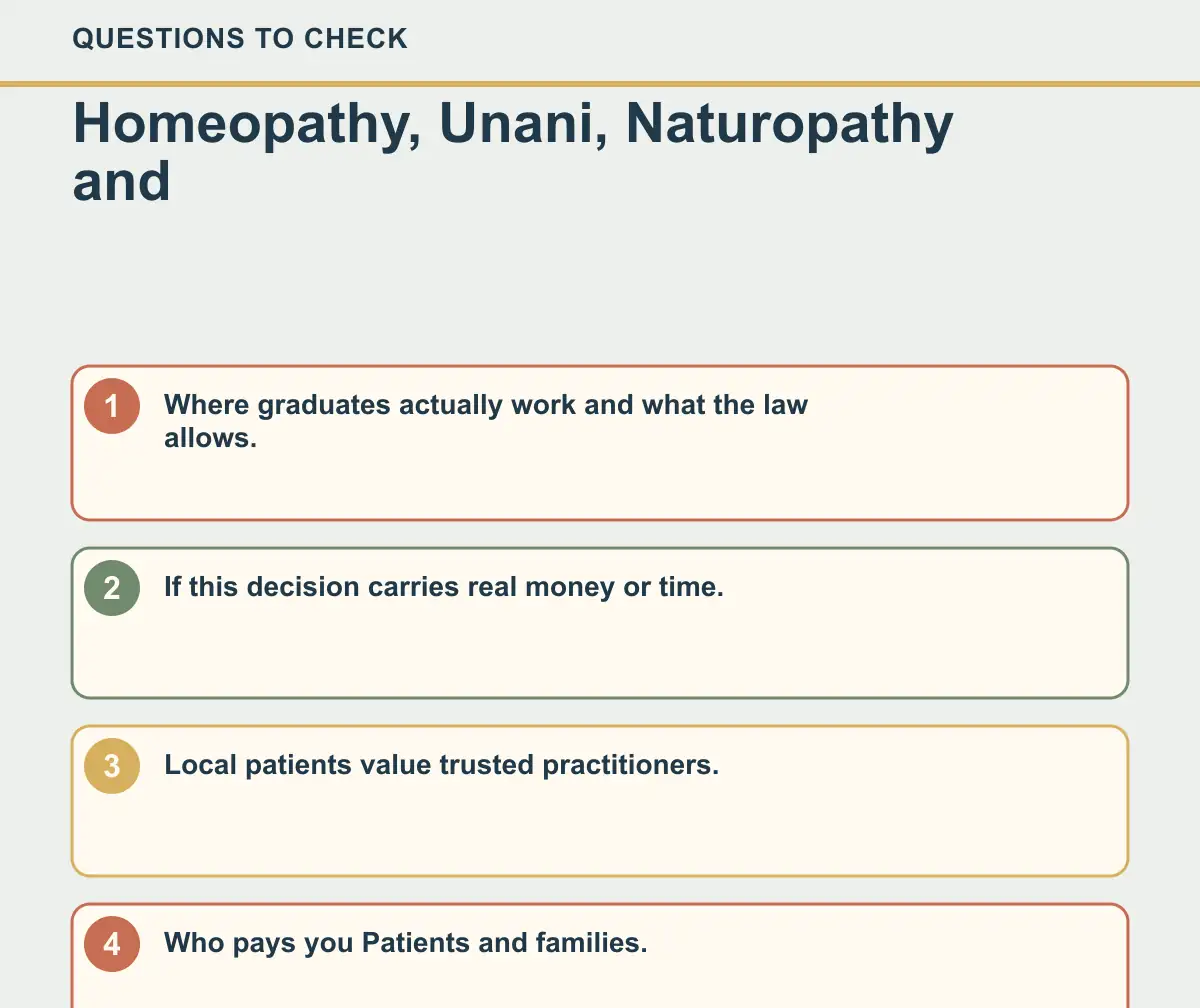 QUESTIONS TO CHECK
Homeopathy, Unani, Naturopathy
and
1
Where graduates actually work and what the law
allows.
2
If this decision carries real money or time.
3
Local patients value trusted practitioners.
4
Who pays you Patients and families.